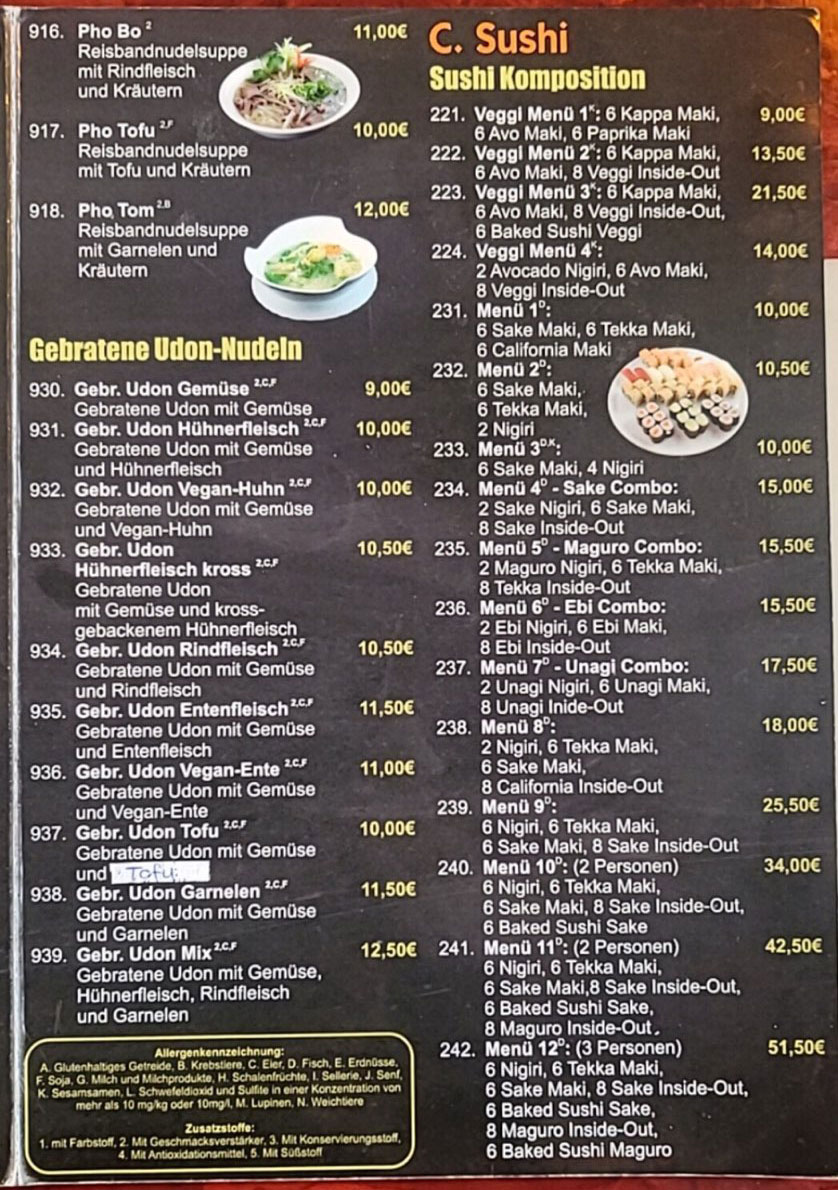 916. Pho Bo 2 11,00€
Reisbandnudelsuppe
mit Rindfleisch
und Kräutern
917. Pho Tofu 2,F 10,00€
Reisbandnudelsuppe
mit Tofu und Kräutern
918. Pho Tom 2,B 12,00€
Reisbandnudelsuppe
mit Garnelen und
Kräutern
Gebratene Udon-Nudeln
930. Gebr. Udon Gemüse 2,C,F 9,00€
Gebratene Udon mit Gemüse
931. Gebr. Udon Hühnerfleisch 2,C,F 10,00€
Gebratene Udon mit Gemüse
und Hühnerfleisch
932. Gebr. Udon Vegan-Huhn 2,C,F 10,00€
Gebratene Udon mit Gemüse
und Vegan-Huhn
933. Gebr. Udon 10,50€
Hühnerfleisch kross 2,C,F
Gebratene Udon
mit Gemüse und kross-
gebackenem Hühnerfleisch
934. Gebr. Udon Rindfleisch 2,C,F 10,50€
Gebratene Udon mit Gemüse
und Rindfleisch
935. Gebr. Udon Entenfleisch 2,C,F 11,50€
Gebratene Udon mit Gemüse
und Entenfleisch
936. Gebr. Udon Vegan-Ente 2,C,F 11,00€
Gebratene Udon mit Gemüse
und Vegan-Ente
937. Gebr. Udon Tofu 2,C,F 10,00€
Gebratene Udon mit Gemüse
und Tofu
938. Gebr. Udon Garnelen 2,C,F 11,50€
Gebratene Udon mit Gemüse
und Garnelen
939. Gebr. Udon Mix 2,C,F 12,50€
Gebratene Udon mit Gemüse,
Hühnerfleisch, Rindfleisch
und Garnelen
Allergenkennzeichnung:
A. Glutenhaltiges Getreide, B. Krebstiere, C. Eier, D. Fisch, E. Erdnüsse,
F. Soja, G. Milch und Milchprodukte, H. Schalenfrüchte, I. Sellerie, J. Senf,
K. Sesamsamen, L. Schwefeldioxid und Sulfite in einer Konzentration von
mehr als 10 mg/kg oder 10mg/l, M. Lupinen, N. Weichtiere
Zusatzstoffe:
1. mit Farbstoff, 2. Mit Geschmacksverstärker, 3. Mit Konservierungsstoff,
4. Mit Antioxidationsmittel, 5. Mit Süßstoff
C. Sushi
Sushi Komposition
221. Veggi Menü 1K: 6 Kappa Maki, 9,00€
6 Avo Maki, 6 Paprika Maki
222. Veggi Menü 2K: 6 Kappa Maki, 13,50€
6 Avo Maki, 8 Veggi Inside-Out
223. Veggi Menü 3K: 6 Kappa Maki, 21,50€
6 Avo Maki, 8 Veggi Inside-Out,
6 Baked Sushi Veggi
224. Veggi Menü 4K: 14,00€
2 Avocado Nigiri, 6 Avo Maki,
8 Veggi Inside-Out
231. Menü 1D: 10,00€
6 Sake Maki, 6 Tekka Maki,
6 California Maki
232. Menü 2D: 10,50€
6 Sake Maki,
6 Tekka Maki,
2 Nigiri
233. Menü 3D,K: 10,00€
6 Sake Maki, 4 Nigiri
234. Menü 4D - Sake Combo: 15,00€
2 Sake Nigiri, 6 Sake Maki,
8 Sake Inside-Out
235. Menü 5D - Maguro Combo: 15,50€
2 Maguro Nigiri, 6 Tekka Maki,
8 Tekka Inside-Out
236. Menü 6D - Ebi Combo: 15,50€
2 Ebi Nigiri, 6 Ebi Maki,
8 Ebi Inside-Out
237. Menü 7D - Unagi Combo: 17,50€
2 Unagi Nigiri, 6 Unagi Maki,
8 Unagi Inide-Out
238. Menü 8D: 18,00€
2 Nigiri, 6 Tekka Maki,
6 Sake Maki,
8 California Inside-Out
239. Menü 9D: 25,50€
6 Nigiri, 6 Tekka Maki,
6 Sake Maki, 8 Sake Inside-Out
240. Menü 10D: (2 Personen) 34,00€
6 Nigiri, 6 Tekka Maki,
6 Sake Maki, 8 Sake Inside-Out,
6 Baked Sushi Sake
241. Menü 11D: (2 Personen) 42,50€
6 Nigiri, 6 Tekka Maki,
6 Sake Maki,8 Sake Inside-Out,
6 Baked Sushi Sake,
8 Maguro Inside-Out,
242. Menü 12D: (3 Personen) 51,50€
6 Nigiri, 6 Tekka Maki,
6 Sake Maki, 8 Sake Inside-Out,
6 Baked Sushi Sake,
8 Maguro Inside-Out,
6 Baked Sushi Maguro